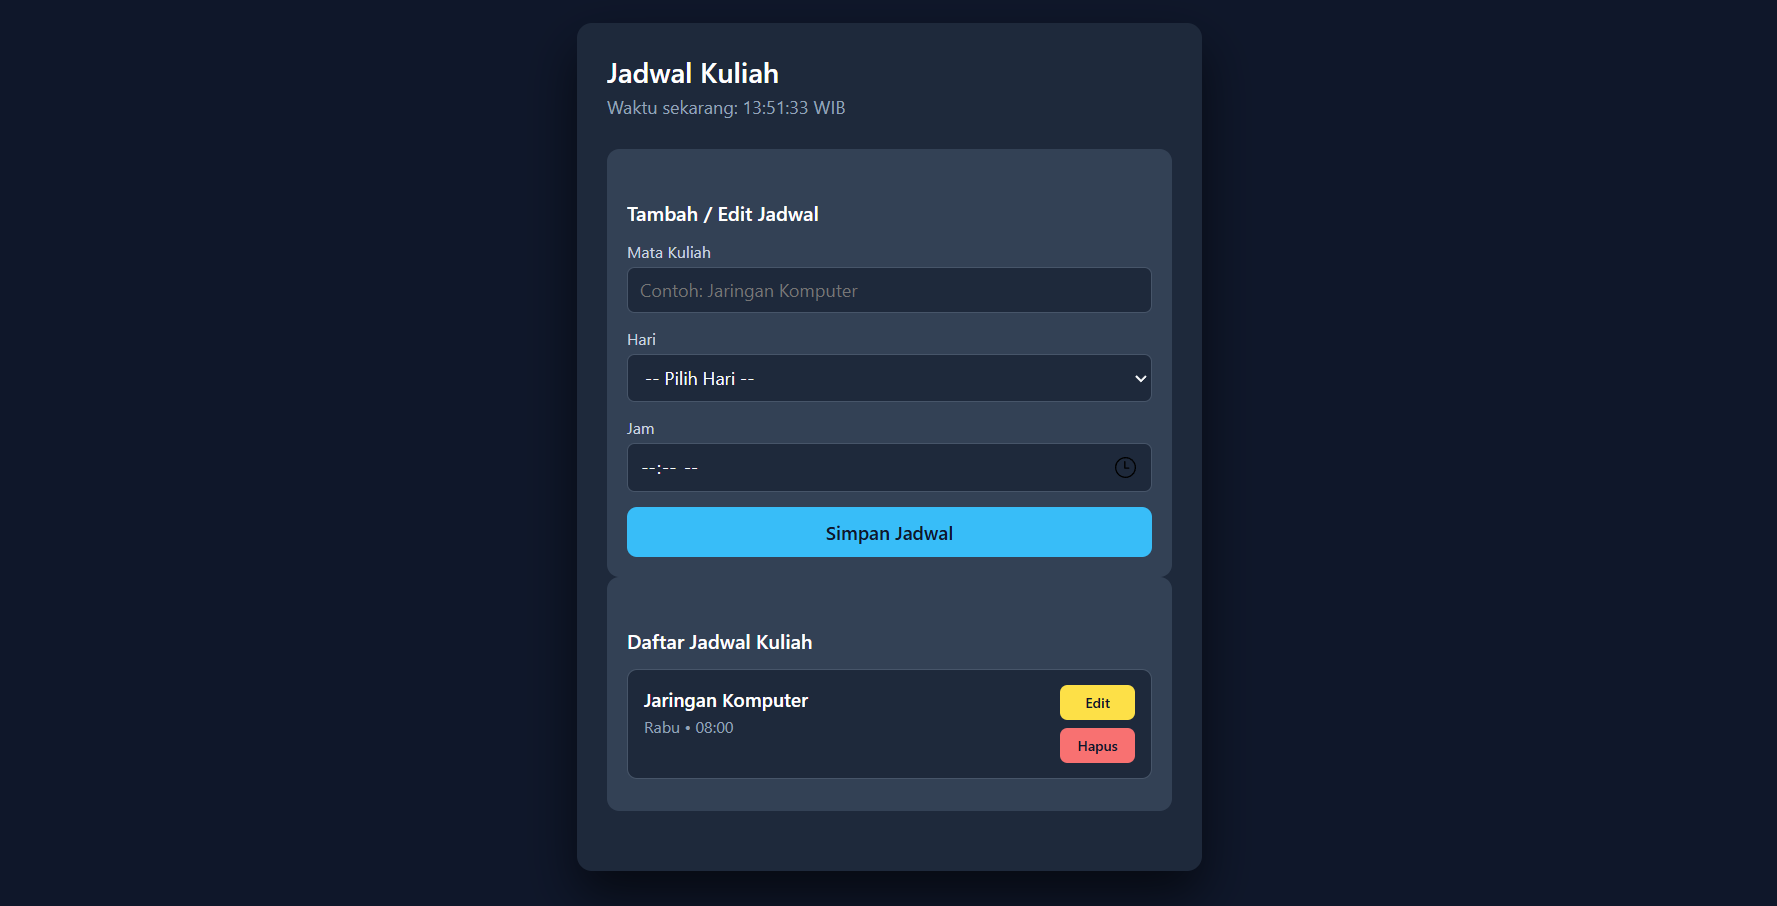 Jadwal Kuliah
Waktu sekarang: 13:51:33 WIB
Tambah / Edit Jadwal
Mata Kuliah
Contoh: Jaringan Komputer
Hari
-- Pilih Hari --
Jam
--:-- --
Simpan Jadwal
Daftar Jadwal Kuliah
Jaringan Komputer
Edit
Rabu • 08:00
Hapus